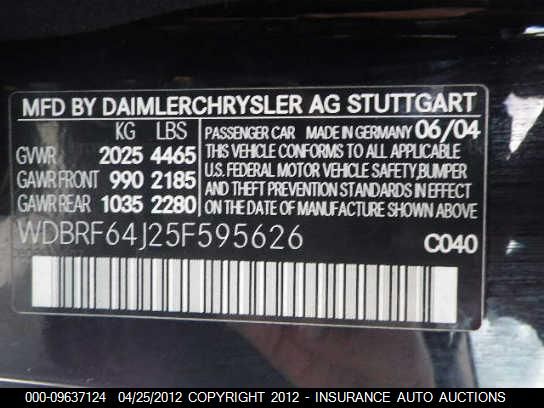 MFD BY DAIMLERCHRYSLER AG STUTTGART
KG LBS
GVWR 2025 4465
GAWR FRONT 990 2185
GAWR REAR 1035 2280
PASSENGER CAR MADE IN GERMANY 06/04
THIS VEHICLE CONFORMS TO ALL APPLICABLE
U.S. FEDERAL MOTOR VEHICLE SAFETY,BUMPER
AND THEFT PREVENTION STANDARDS IN EFFECT
ON THE DATE OF MANUFACTURE SHOWN ABOVE
WDBRF64J25F595626 C040
000-09637124 04/25/2012 COPYRIGHT 2012 - INSURANCE AUTO AUCTIONS